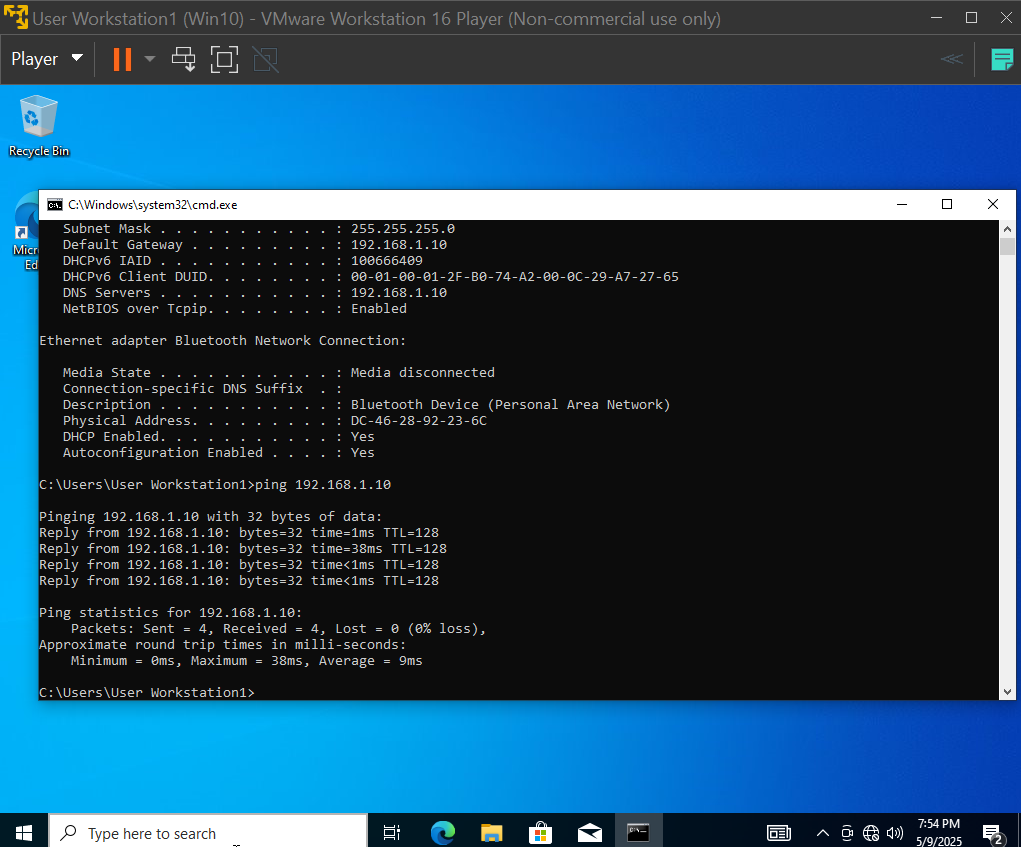 User Workstation1 (Win10) - VMware Workstation 16 Player (Non-commercial use only)
Player
Recycle Bin
C:\Windows\system32\cmd.exe
Micr
Ed
   Subnet Mask . . . . . . . . . . . : 255.255.255.0
   Default Gateway . . . . . . . . . : 192.168.1.10
   DHCPv6 IAID . . . . . . . . . . . : 100666409
   DHCPv6 Client DUID. . . . . . . . : 00-01-00-01-2F-B0-74-A2-00-0C-29-A7-27-65
   DNS Servers . . . . . . . . . . . : 192.168.1.10
   NetBIOS over Tcpip. . . . . . . . : Enabled
Ethernet adapter Bluetooth Network Connection:
   Media State . . . . . . . . . . . : Media disconnected
   Connection-specific DNS Suffix  . :
   Description . . . . . . . . . . . : Bluetooth Device (Personal Area Network)
   Physical Address. . . . . . . . . : DC-46-28-92-23-6C
   DHCP Enabled. . . . . . . . . . . : Yes
   Autoconfiguration Enabled . . . . : Yes
C:\Users\User Workstation1>ping 192.168.1.10
Pinging 192.168.1.10 with 32 bytes of data:
Reply from 192.168.1.10: bytes=32 time=1ms TTL=128
Reply from 192.168.1.10: bytes=32 time=38ms TTL=128
Reply from 192.168.1.10: bytes=32 time<1ms TTL=128
Reply from 192.168.1.10: bytes=32 time<1ms TTL=128
Ping statistics for 192.168.1.10:
    Packets: Sent = 4, Received = 4, Lost = 0 (0% loss),
Approximate round trip times in milli-seconds:
    Minimum = 0ms, Maximum = 38ms, Average = 9ms
C:\Users\User Workstation1>
Type here to search
7:54 PM
5/9/2025
2